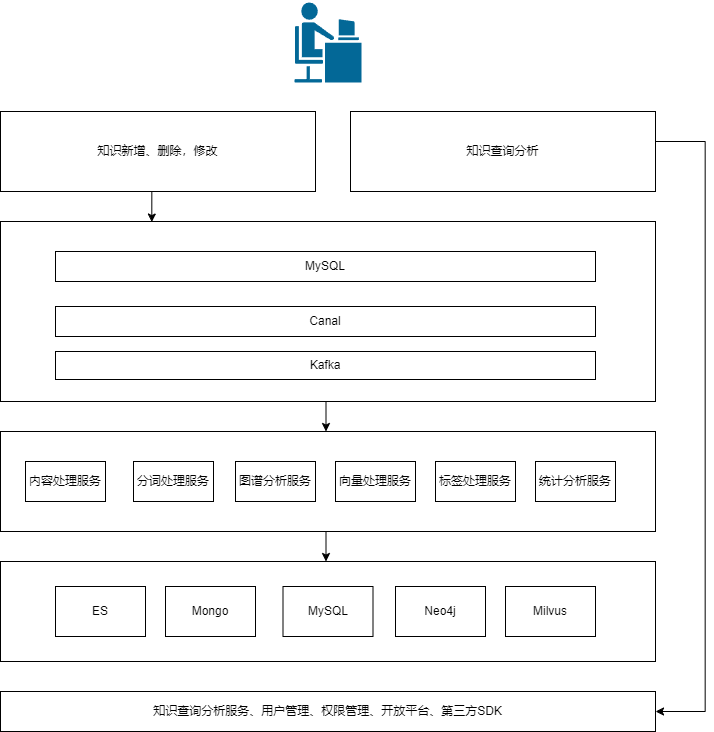 知识新增、删除，修改
知识查询分析
MySQL
Canal
Kafka
内容处理服务
分词处理服务
图谱分析服务
向量处理服务
标签处理服务
统计分析服务
ES
Mongo
MySQL
Neo4j
Milvus
知识查询分析服务、用户管理、权限管理、开放平台、第三方SDK